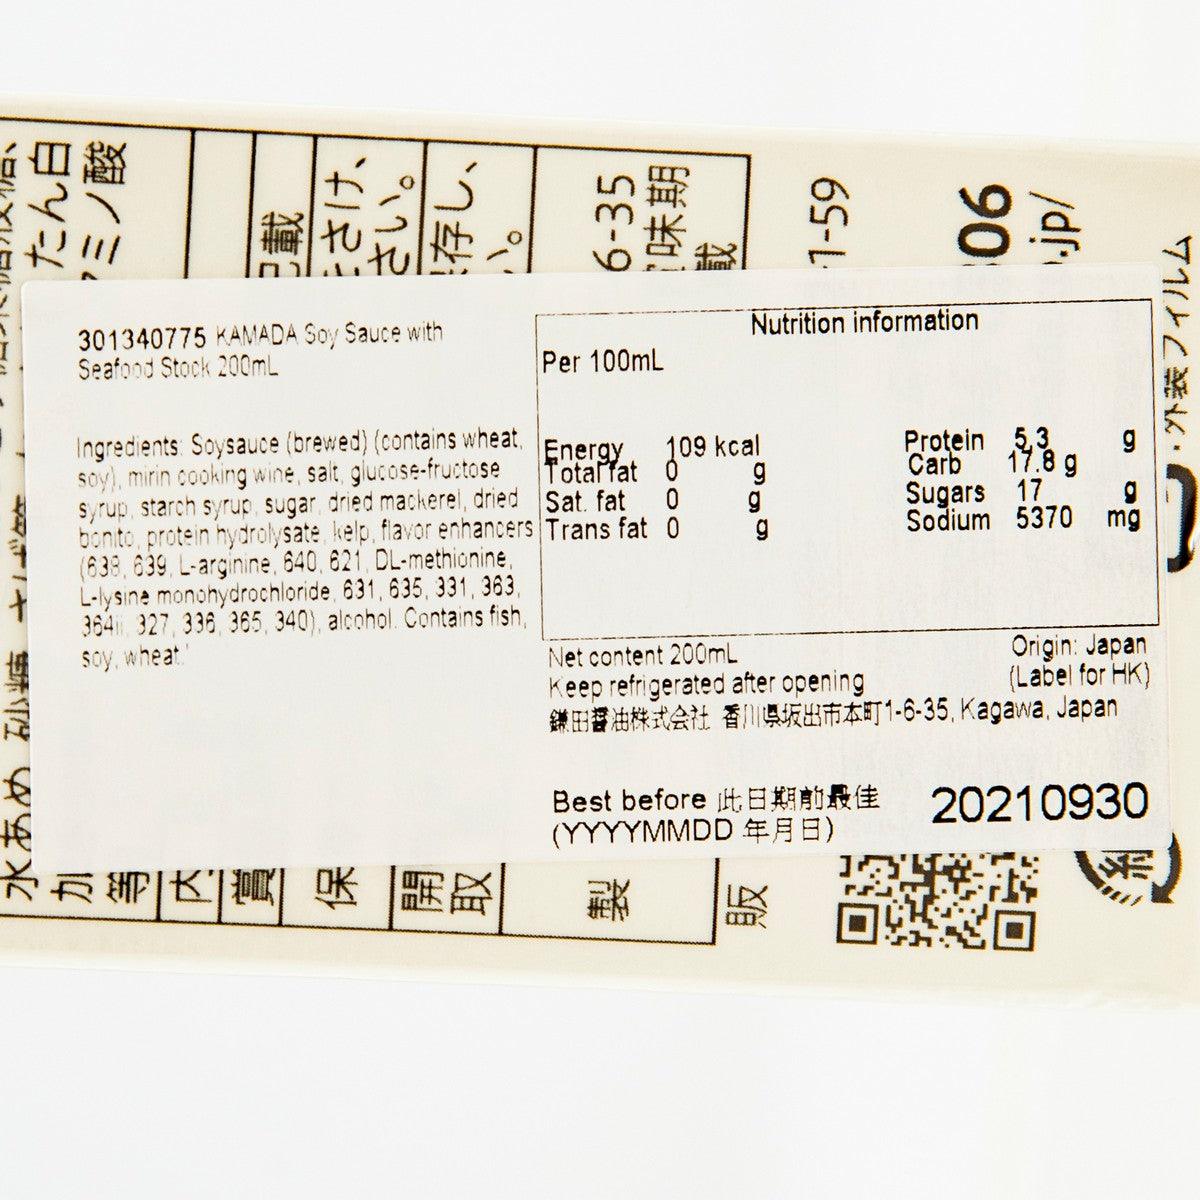 301340775 KAMADA Soy Sauce with
Seafood Stock 200mL
Ingredients: Soysauce (brewed) (contains wheat,
soy), mirin cooking wine, salt, glucose-fructose
syrup, starch syrup, sugar, dried mackerel, dried
bonito, protein hydrolysate, kelp, flavor enhancers
(638, 639, L-arginine, 640, 621, DL-methionine,
L-lysine monohydrochloride, 631, 635, 331, 363,
364ii, 327, 336, 365, 340), alcohol. Contains fish,
soy, wheat.
Nutrition information
Per 100mL
Energy 109 kcal Protein 5.3 g
Total fat 0 g Carb 17.8 g
Sat. fat 0 g Sugars 17 g
Trans fat 0 g Sodium 5370 mg
Net content 200mL Origin: Japan
Keep refrigerated after opening (Label for HK)
鎌田醤油株式会社 香川県坂出市本町1-6-35, Kagawa, Japan
Best before 此日期前最佳 20210930
(YYYYMMDD 年月日)
たん白
アミノ酸
記載
さけ、
さい。
存し、
い。
6-35
味期
載
1-59
06
.jp/
・外装フィルム
水あめ 砂糖
か 等
内
賞
保
開
取
製
販